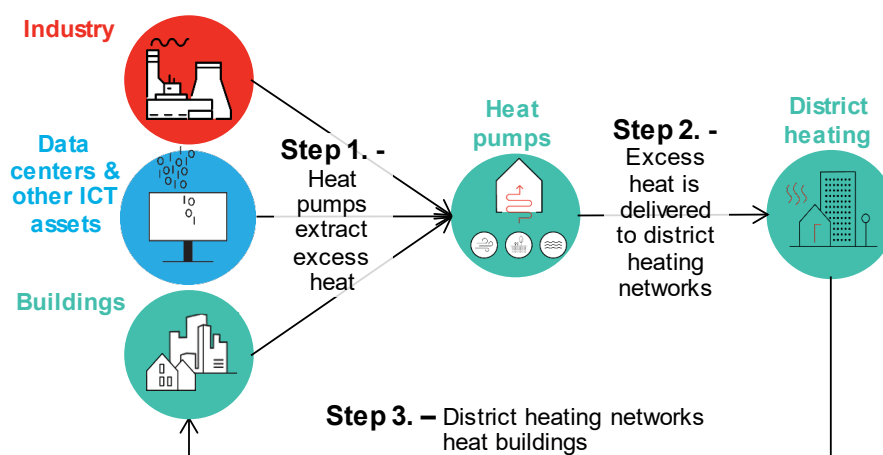 Industry
Data
centers &
other ICT
assets
Buildings
Step 1. -
Heat
pumps
extract
excess
heat
Heat
pumps
Step 2. -
Excess
heat is
delivered
to district
heating
networks
District
heating
Step 3. – District heating networks
heat buildings